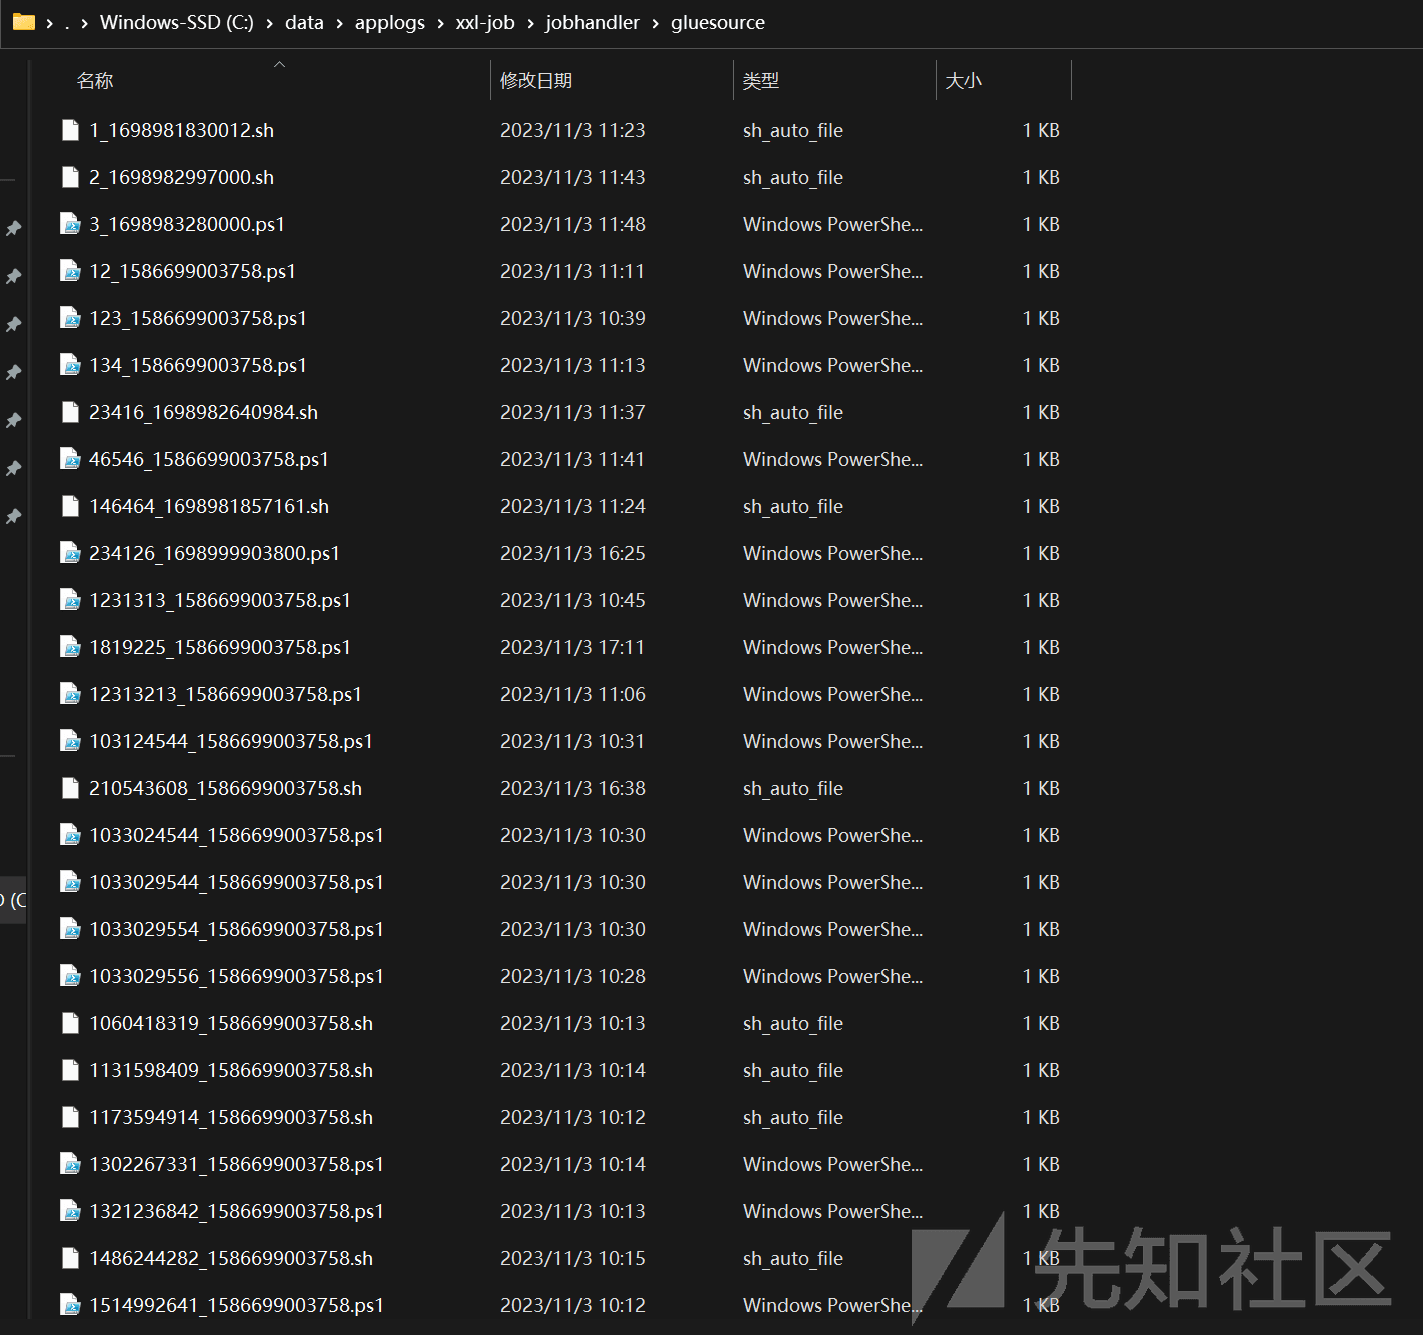 . Windows-SSD (C:) data applogs xxl-job jobhandler gluesource
名称 修改日期 类型 大小
1_1698981830012.sh 2023/11/3 11:23 sh_auto_file 1 KB
2_1698982997000.sh 2023/11/3 11:43 sh_auto_file 1 KB
3_1698983280000.ps1 2023/11/3 11:48 Windows PowerShe... 1 KB
12_1586699003758.ps1 2023/11/3 11:11 Windows PowerShe... 1 KB
123_1586699003758.ps1 2023/11/3 10:39 Windows PowerShe... 1 KB
134_1586699003758.ps1 2023/11/3 11:13 Windows PowerShe... 1 KB
23416_1698982640984.sh 2023/11/3 11:37 sh_auto_file 1 KB
46546_1586699003758.ps1 2023/11/3 11:41 Windows PowerShe... 1 KB
146464_1698981857161.sh 2023/11/3 11:24 sh_auto_file 1 KB
234126_1698999903800.ps1 2023/11/3 16:25 Windows PowerShe... 1 KB
1231313_1586699003758.ps1 2023/11/3 10:45 Windows PowerShe... 1 KB
1819225_1586699003758.ps1 2023/11/3 17:11 Windows PowerShe... 1 KB
12313213_1586699003758.ps1 2023/11/3 11:06 Windows PowerShe... 1 KB
103124544_1586699003758.ps1 2023/11/3 10:31 Windows PowerShe... 1 KB
210543608_1586699003758.sh 2023/11/3 16:38 sh_auto_file 1 KB
1033024544_1586699003758.ps1 2023/11/3 10:30 Windows PowerShe... 1 KB
1033029544_1586699003758.ps1 2023/11/3 10:30 Windows PowerShe... 1 KB
D (C
1033029554_1586699003758.ps1 2023/11/3 10:30 Windows PowerShe... 1 KB
1033029556_1586699003758.ps1 2023/11/3 10:28 Windows PowerShe... 1 KB
1060418319_1586699003758.sh 2023/11/3 10:13 sh_auto_file 1 KB
1131598409_1586699003758.sh 2023/11/3 10:14 sh_auto_file 1 KB
1173594914_1586699003758.sh 2023/11/3 10:12 sh_auto_file 1 KB
1302267331_1586699003758.ps1 2023/11/3 10:14 Windows PowerShe... 1 KB
1321236842_1586699003758.ps1 2023/11/3 10:13 Windows PowerShe... 1 KB
1486244282_1586699003758.sh 2023/11/3 10:15 sh_auto_file 1 KB
1514992641_1586699003758.ps1 2023/11/3 10:12 Windows PowerShe... 1 KB
先知社区